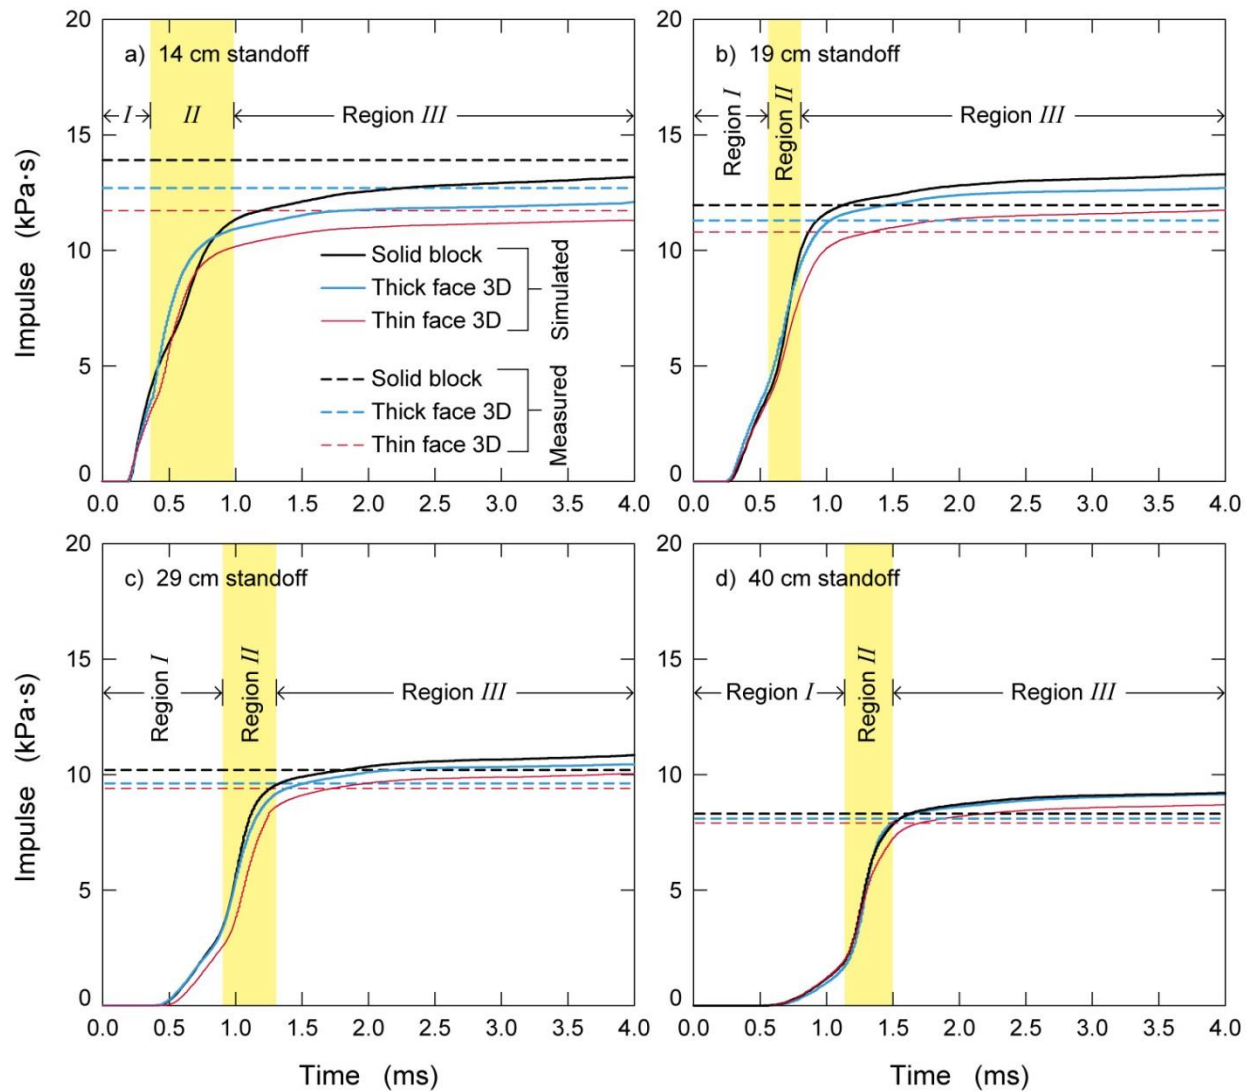 a) 14 cm standoff
I
II
Region III
20
15
10
5
0
Impulse (kPa·s)
Solid block
Thick face 3D
Thin face 3D
Simulated
Solid block
Thick face 3D
Thin face 3D
Measured
0.0 0.5 1.0 1.5 2.0 2.5 3.0 3.5 4.0
b) 19 cm standoff
Region I
Region II
Region III
20
15
10
5
0
0.0 0.5 1.0 1.5 2.0 2.5 3.0 3.5 4.0
c) 29 cm standoff
Region I
Region II
Region III
20
15
10
5
0
Impulse (kPa·s)
0.0 0.5 1.0 1.5 2.0 2.5 3.0 3.5 4.0
Time (ms)
d) 40 cm standoff
Region I
Region II
Region III
20
15
10
5
0
0.0 0.5 1.0 1.5 2.0 2.5 3.0 3.5 4.0
Time (ms)